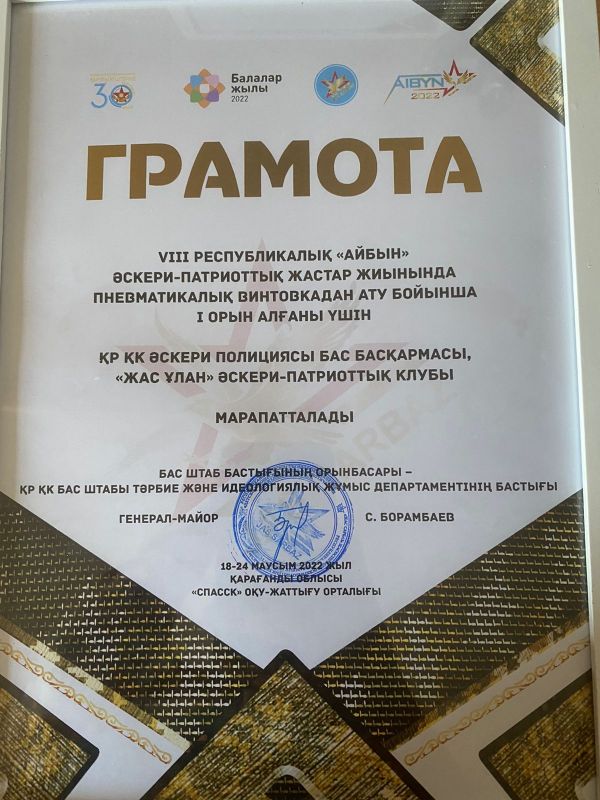 30
Балалар
жылы
2022
AIBYN
2022
ГРАМОТА
VIII РЕСПУБЛИКАЛЫҚ «АЙБЫН»
ӘСКЕРИ-ПАТРИОТТЫҚ ЖАСТАР ЖИЫНЫНДА
ПНЕВМАТИКАЛЫҚ ВИНТОВКАДАН АТУ БОЙЫНША
I ОРЫН АЛҒАНЫ ҮШІН
ҚР ҚК ӘСКЕРИ ПОЛИЦИЯСЫ БАС БАСҚАРМАСЫ,
«ЖАС ҰЛАН» ӘСКЕРИ-ПАТРИОТТЫҚ КЛУБЫ
МАРАПАТТАЛАДЫ
БАС ШТАБ БАСТЫҒЫНЫҢ ОРЫНБАСАРЫ –
ҚР ҚК БАС ШТАБЫ ТӘРБИЕ ЖӘНЕ ИДЕОЛОГИЯЛЫҚ ЖҰМЫС ДЕПАРТАМЕНТІНІҢ БАСТЫҒЫ
ГЕНЕРАЛ-МАЙОР С. БОРАМБАЕВ
JAS SARBAZ
18-24 МАУСЫМ 2022 ЖЫЛ
ҚАРАҒАНДЫ ОБЛЫСЫ
«СПАССК» ОҚУ-ЖАТТЫҒУ ОРТАЛЫҒЫ